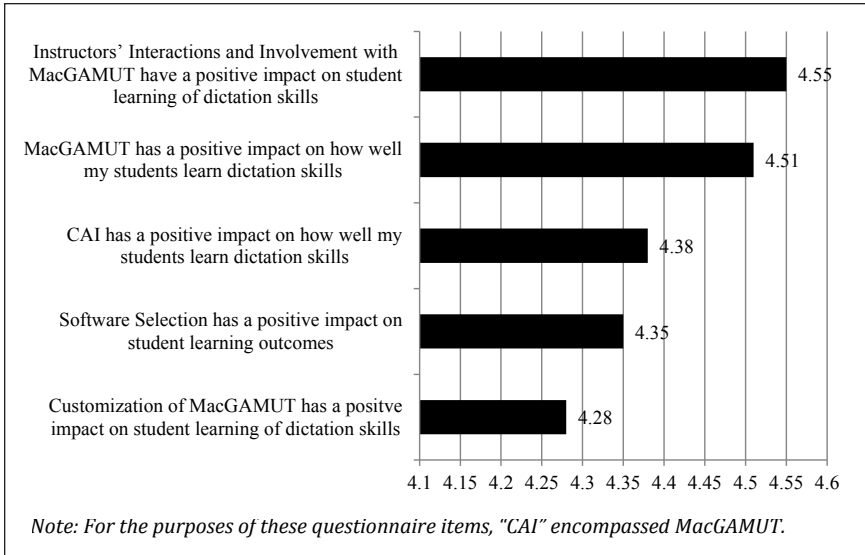 Instructors’ Interactions and Involvement with
MacGAMUT have a positive impact on student
learning of dictation skills
4.55
MacGAMUT has a positive impact on how well
my students learn dictation skills
4.51
CAI has a positive impact on how well my
students learn dictation skills
4.38
Software Selection has a positive impact on
student learning outcomes
4.35
Customization of MacGAMUT has a positve
impact on student learning of dictation skills
4.28
4.1 4.15 4.2 4.25 4.3 4.35 4.4 4.45 4.5 4.55 4.6
Note: For the purposes of these questionnaire items, “CAI” encompassed MacGAMUT.